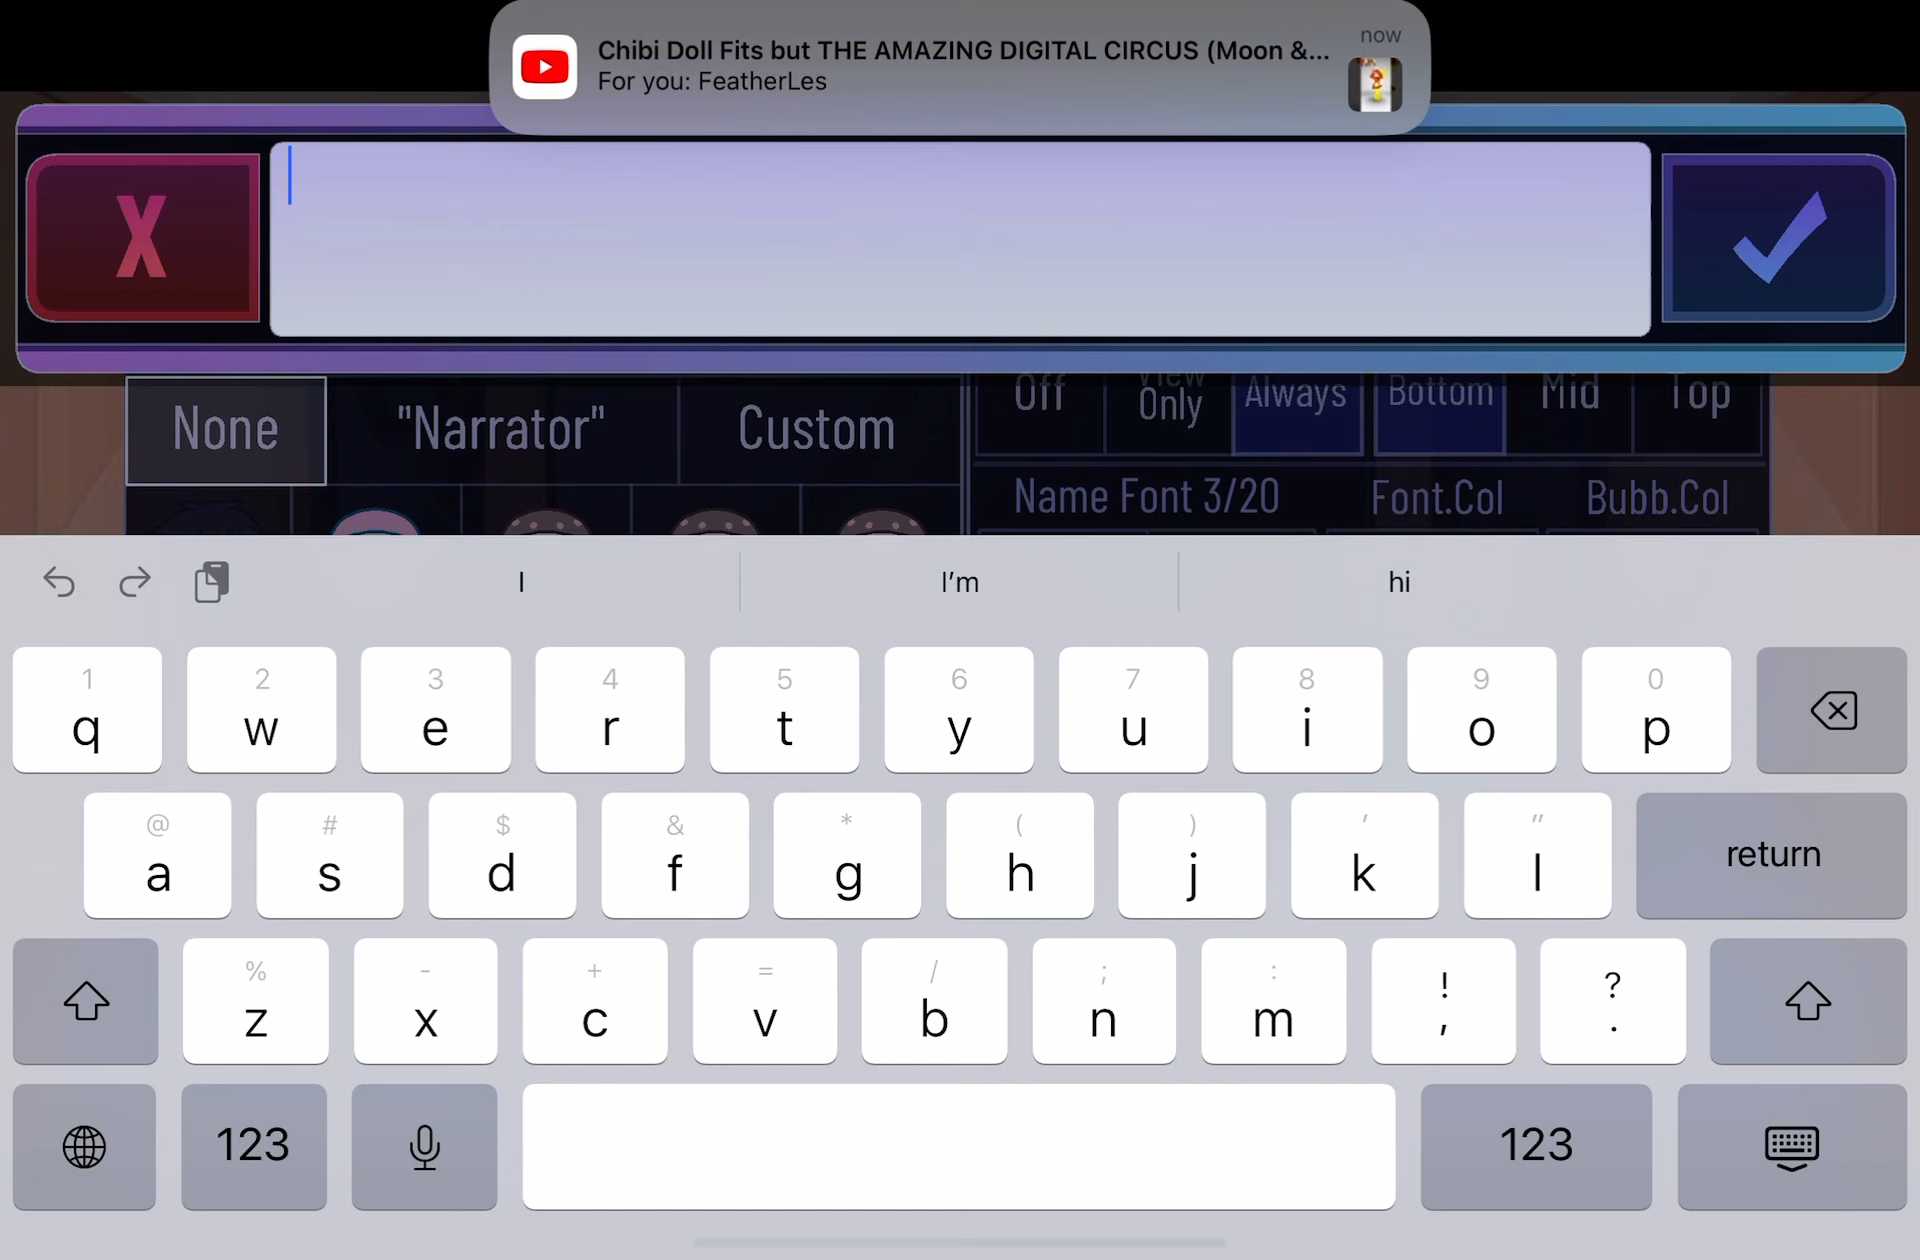 Chibi Doll Fits but THE AMAZING DIGITAL CIRCUS (Moon &...
now
For you: FeatherLes
X
None
"Narrator"
Custom
Off
View Only
Always
Bottom
Mid
Top
Name Font 3/20
Font.Col
Bubb.Col
I
I'm
hi
1 2 3 4 5 6 7 8 9 0
q w e r t y u i o p
@ # $ & * ( ) ' "
a s d f g h j k l
return
% - + = / ; : ! ?
z x c v b n m , .
123
123